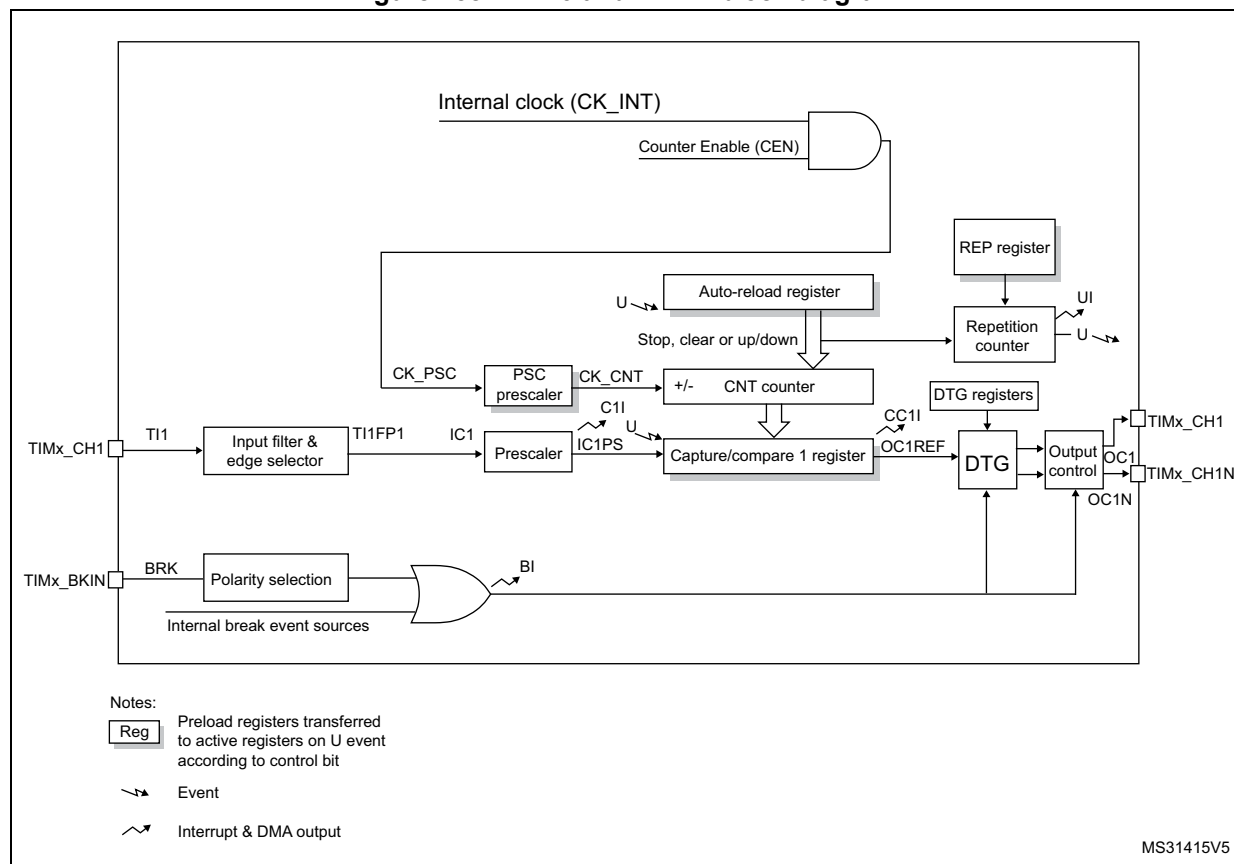 Internal clock (CK_INT)
Counter Enable (CEN)
REP register
Auto-reload register
U
UI
Stop, clear or up/down
Repetition
counter
U
CK_PSC
PSC
prescaler
CK_CNT
+/-
CNT counter
DTG registers
TIMx_CH1
TI1
Input filter &
edge selector
TI1FP1
IC1
Prescaler
C1I
IC1PS
U
Capture/compare 1 register
CC1I
OC1REF
DTG
Output
control
OC1
TIMx_CH1
TIMx_CH1N
OC1N
TIMx_BKIN
BRK
Polarity selection
BI
Internal break event sources
Notes:
Reg
Preload registers transferred
to active registers on U event
according to control bit
Event
Interrupt & DMA output
MS31415V5